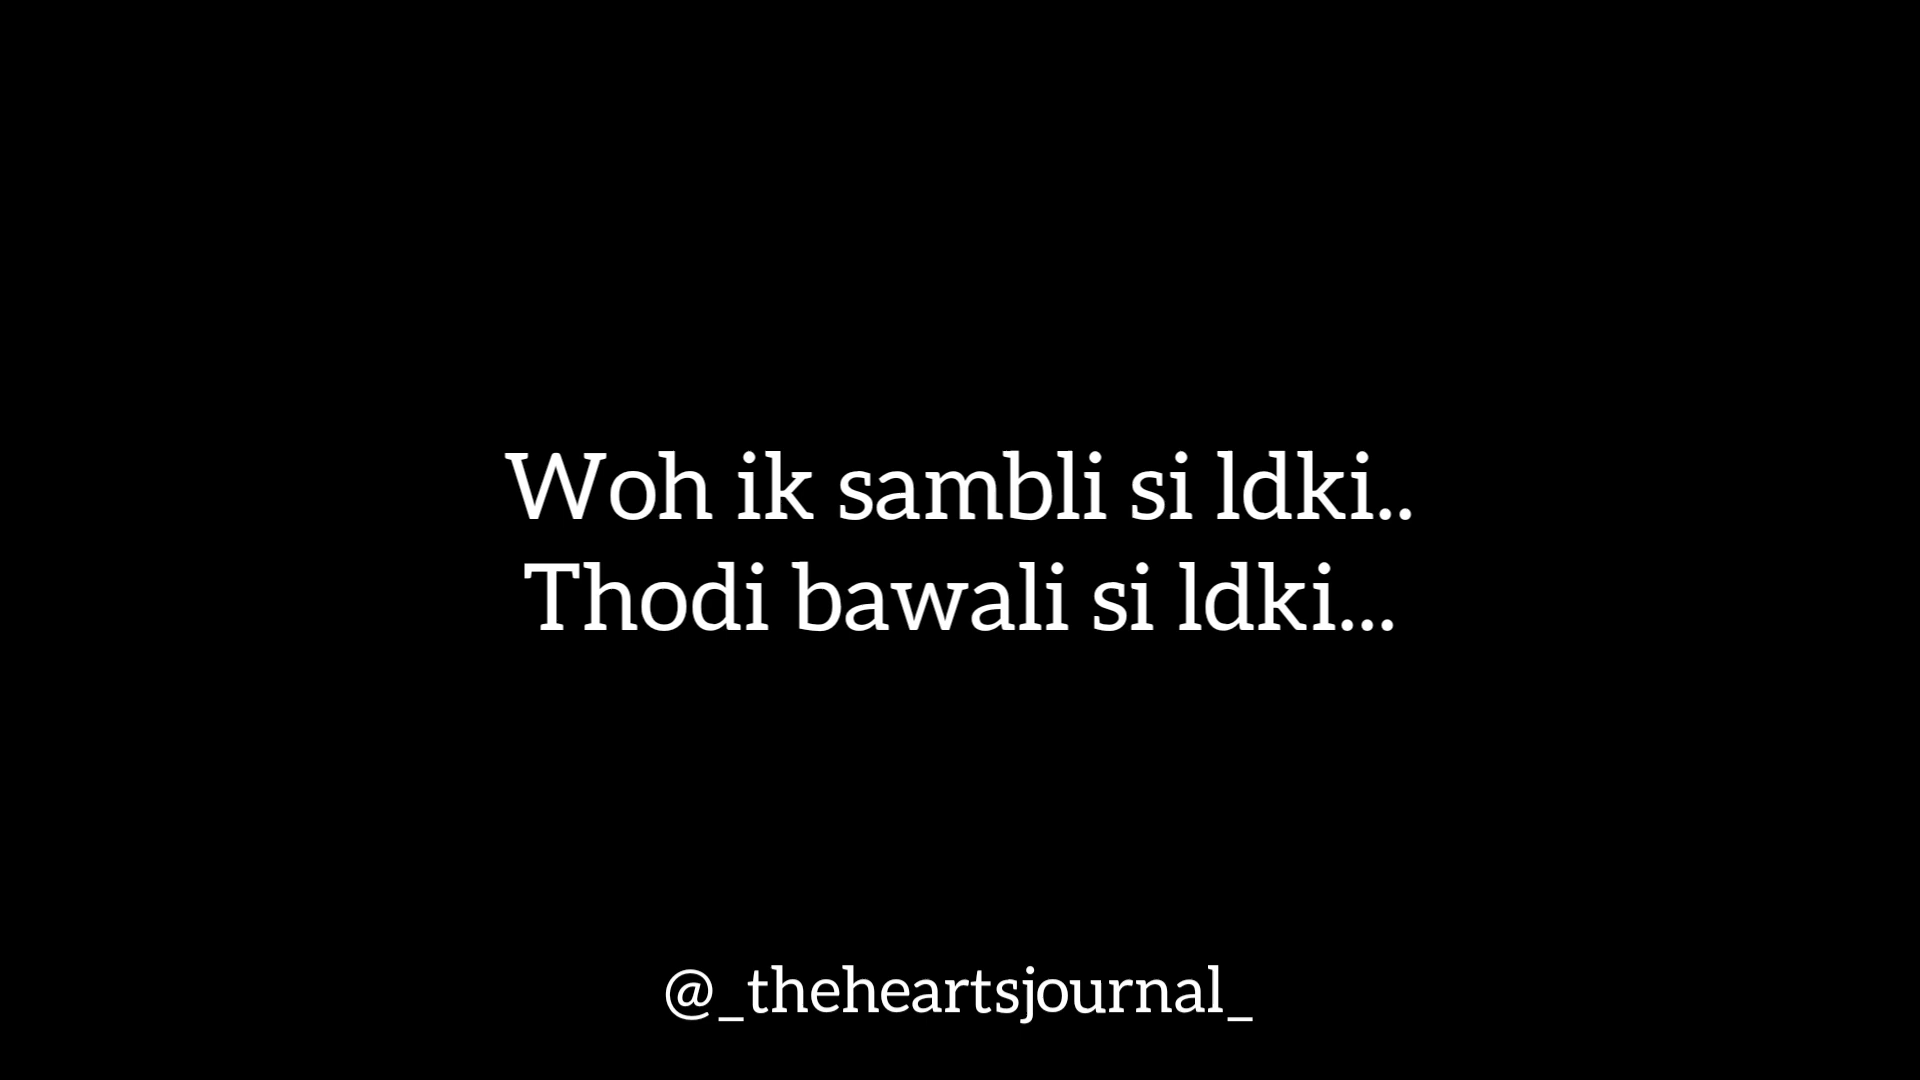 Woh ik sambli si ldki..
Thodi bawali si ldki...
@_theheartsjournal_